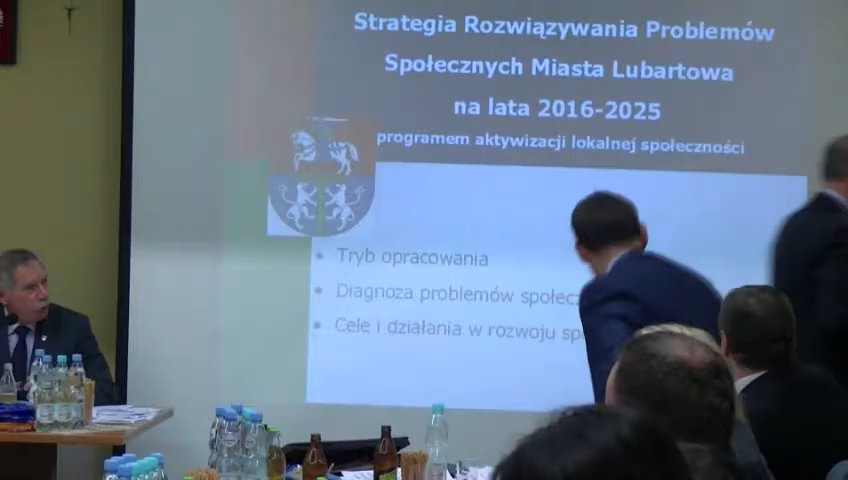 Strategia Rozwiązywania Problemów
Społecznych Miasta Lubartowa
na lata 2016-2025
programem aktywizacji lokalnej społeczności
Tryb opracowania
Diagnoza problemów społec
Cele i działania w rozwoju sp